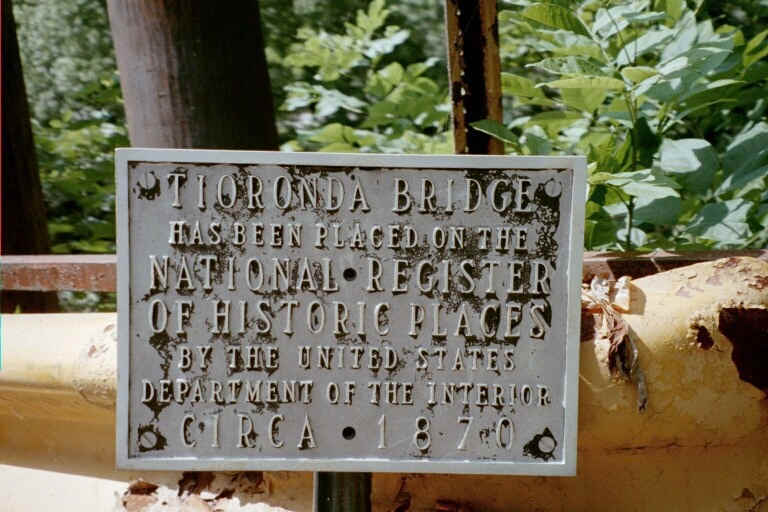 TIORONDA BRIDGE
HAS BEEN PLACED ON THE
NATIONAL REGISTER
OF HISTORIC PLACES
BY THE UNITED STATES
DEPARTMENT OF THE INTERIOR
CIRCA • 1870